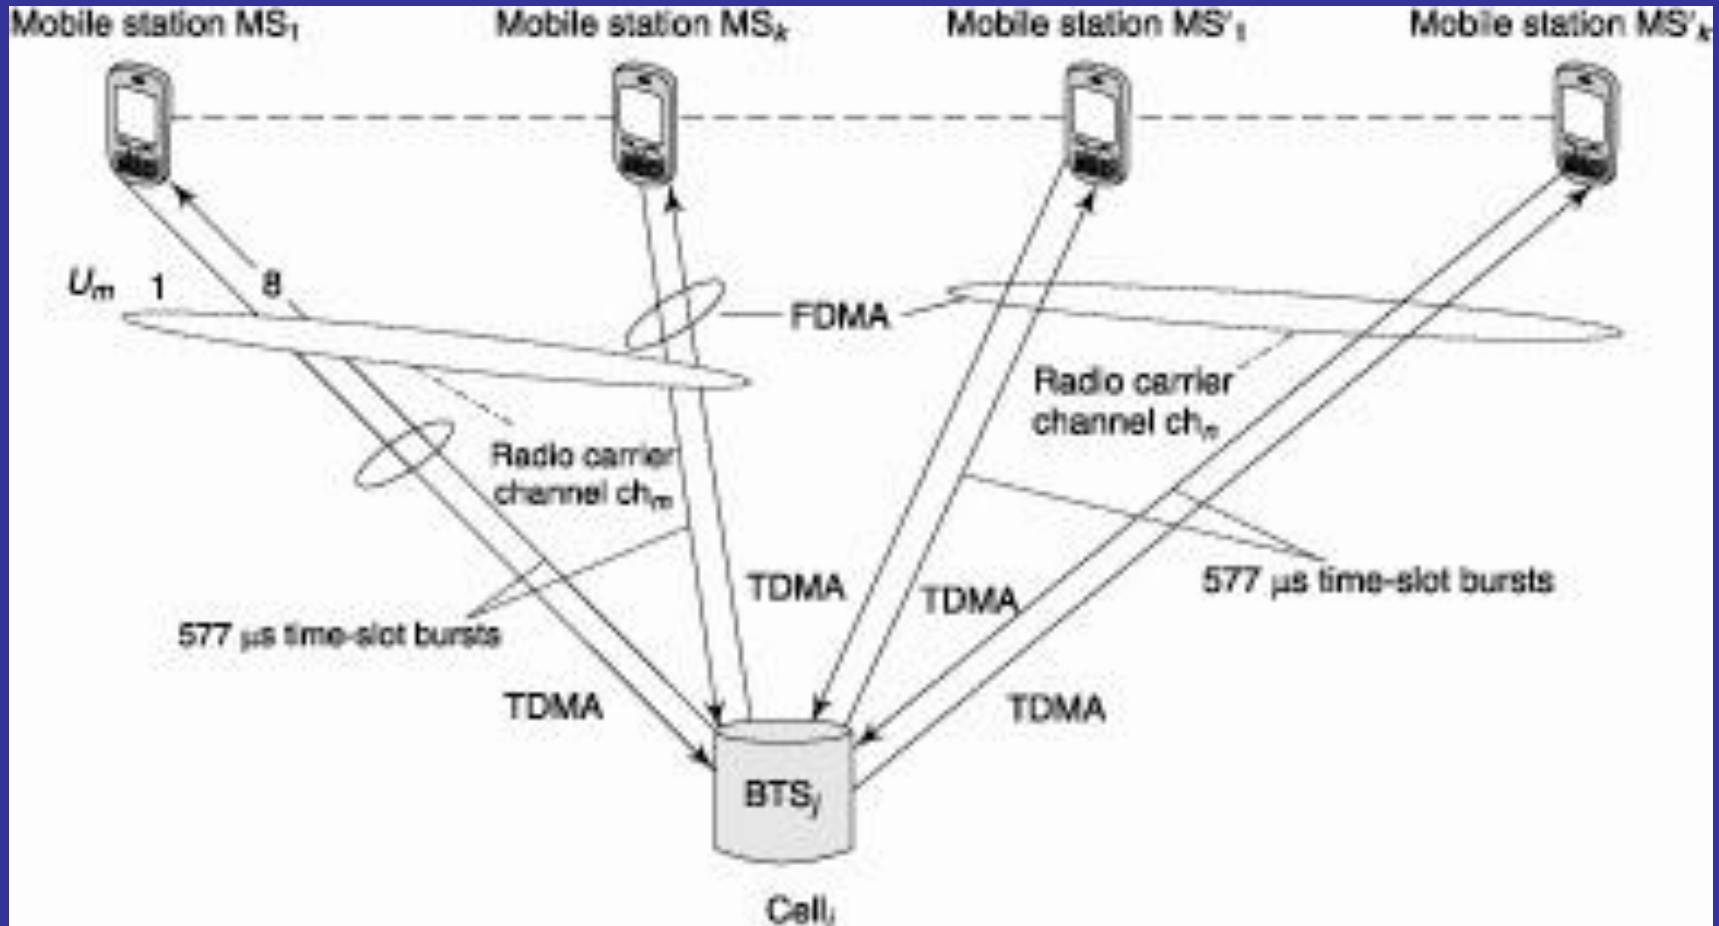 Mobile station MS₁
Mobile station MSₖ
Mobile station MS'₁
Mobile station MS'ₖ
Uₘ 1
8
FDMA
Radio carrier
channel chₙ
Radio carrier
channel chₘ
577 μs time-slot bursts
TDMA
TDMA
577 μs time-slot bursts
TDMA
TDMA
BTSⱼ
Cellᵢ